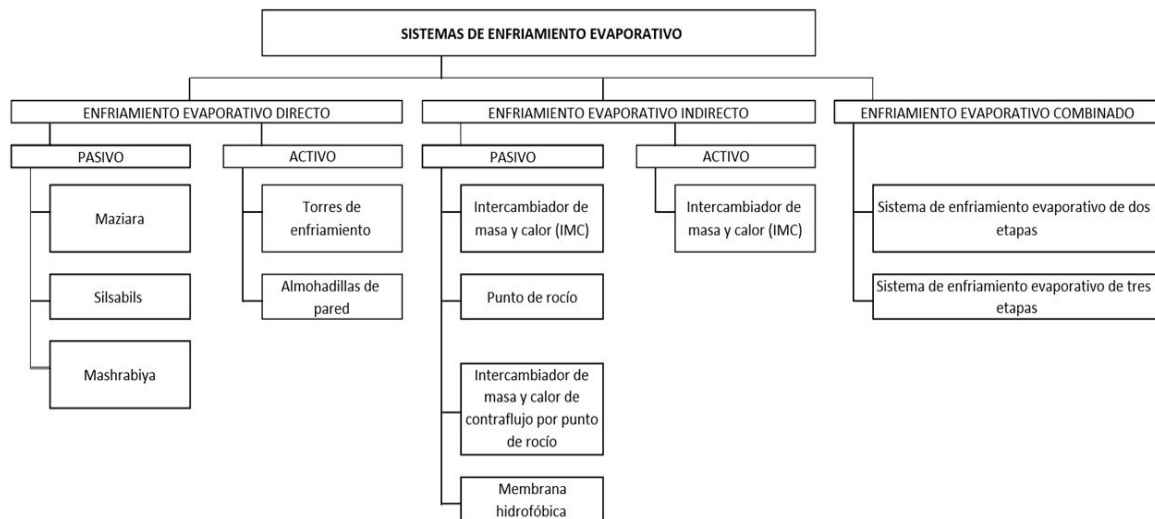 SISTEMAS DE ENFRIAMIENTO EVAPORATIVO
ENFRIAMIENTO EVAPORATIVO DIRECTO
PASIVO
Maziara
Silsabils
Mashrabiya
ACTIVO
Torres de
enfriamiento
Almohadillas de
pared
ENFRIAMIENTO EVAPORATIVO INDIRECTO
PASIVO
Intercambiador de
masa y calor (IMC)
Punto de rocío
Intercambiador de
masa y calor de
contraflujo por punto
de rocío
Membrana
hidrofóbica
ACTIVO
Intercambiador de
masa y calor (IMC)
ENFRIAMIENTO EVAPORATIVO COMBINADO
Sistema de enfriamiento evaporativo de dos
etapas
Sistema de enfriamiento evaporativo de tres
etapas